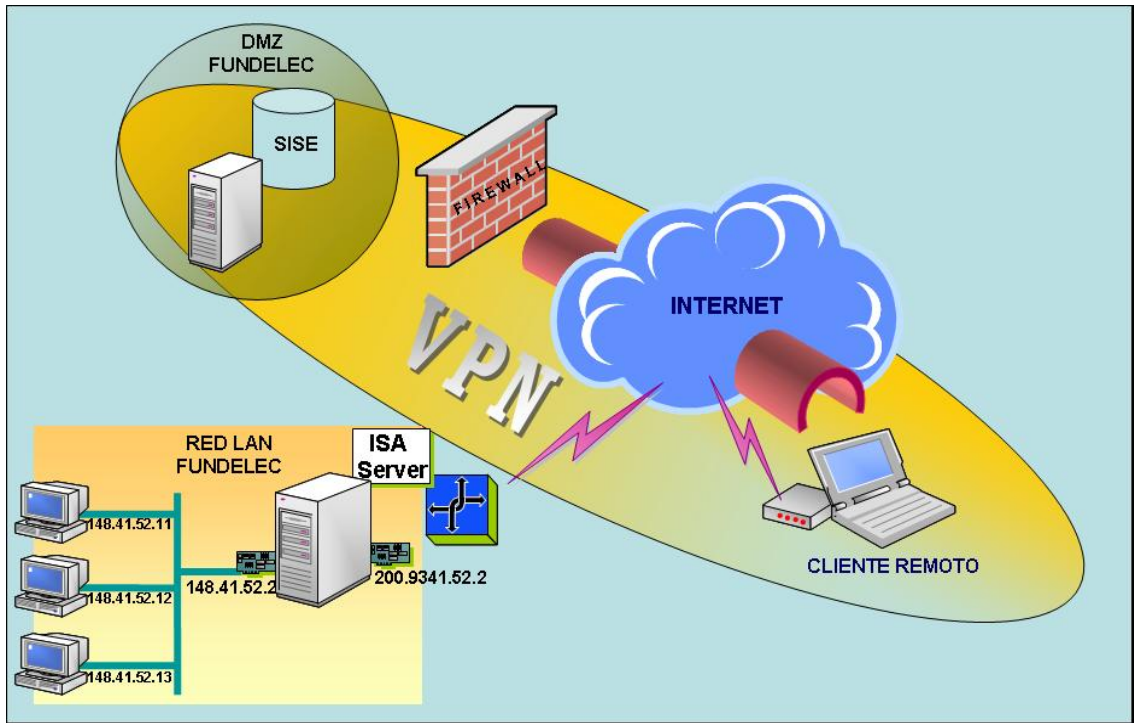 DMZ
FUNDELEC
SISE
FIREWALL
INTERNET
VPN
RED LAN
FUNDELEC
ISA
Server
148.41.52.11
148.41.52.2
200.9341.52.2
148.41.52.12
148.41.52.13
CLIENTE REMOTO